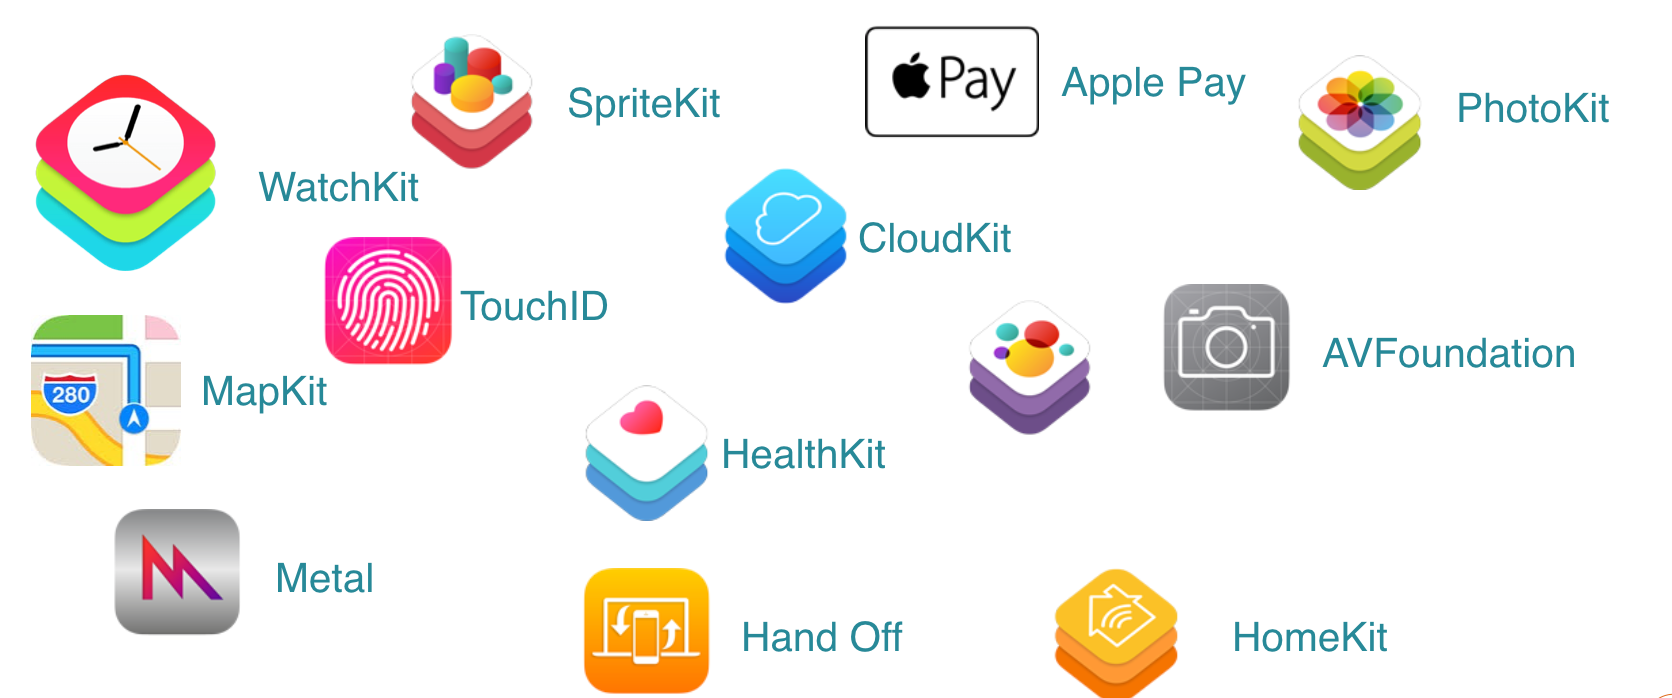 SpriteKit
Pay
Apple Pay
PhotoKit
WatchKit
CloudKit
TouchID
AVFoundation
280
MapKit
HealthKit
Metal
Hand Off
HomeKit